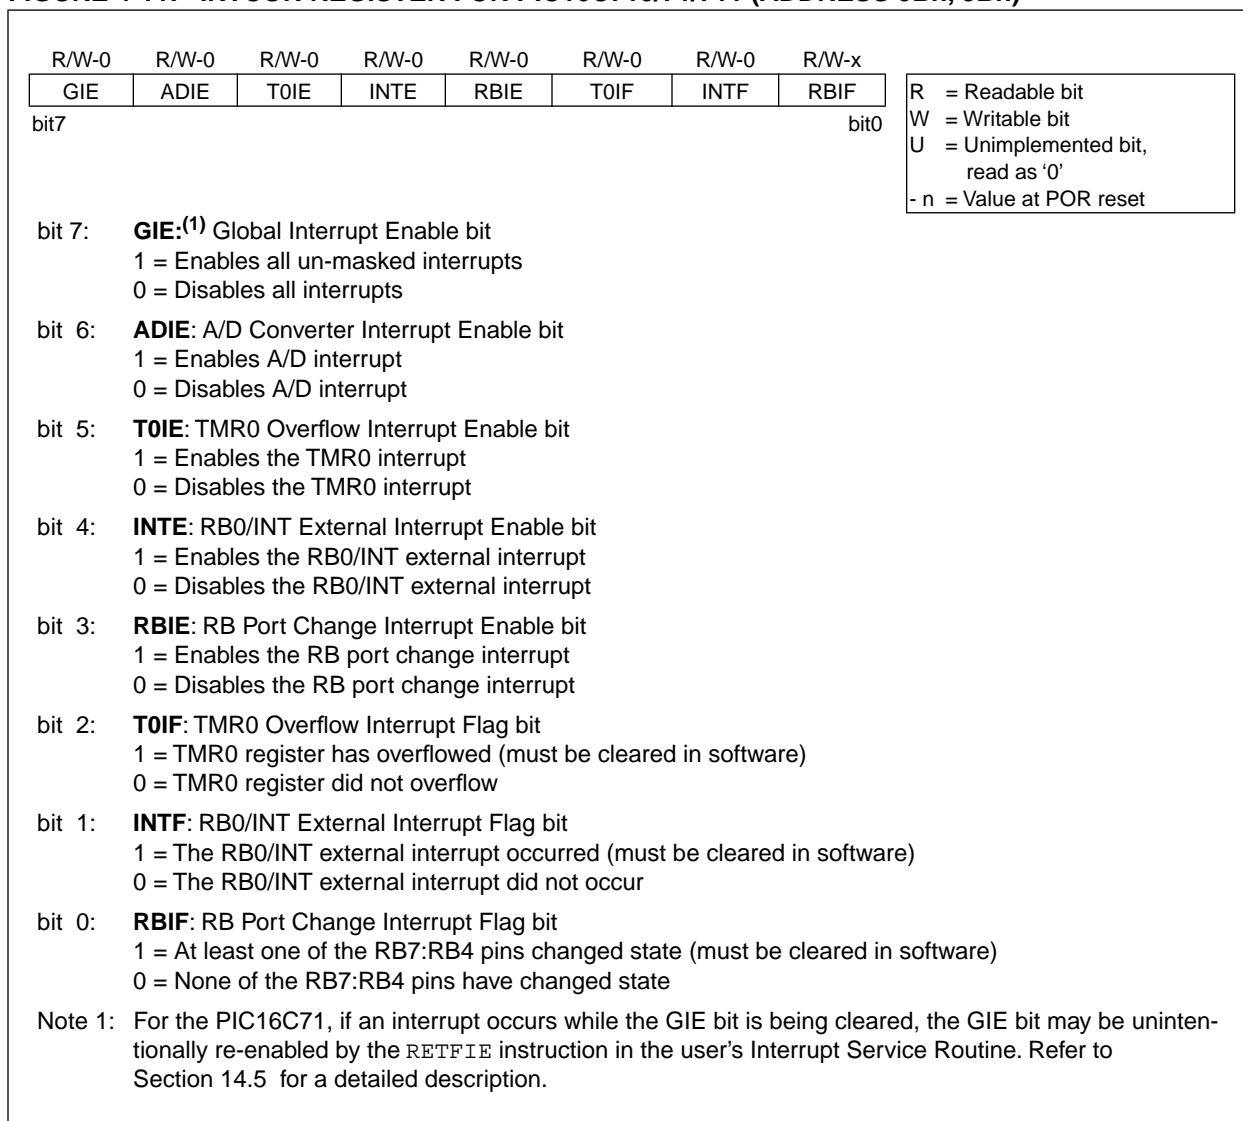 R/W-0 R/W-0 R/W-0 R/W-0 R/W-0 R/W-0 R/W-0 R/W-x
GIE ADIE T0IE INTE RBIE T0IF INTF RBIF
bit7 bit0
R = Readable bit
W = Writable bit
U = Unimplemented bit,
read as ‘0’
- n = Value at POR reset
bit 7: GIE:(1) Global Interrupt Enable bit
1 = Enables all un-masked interrupts
0 = Disables all interrupts
bit 6: ADIE: A/D Converter Interrupt Enable bit
1 = Enables A/D interrupt
0 = Disables A/D interrupt
bit 5: T0IE: TMR0 Overflow Interrupt Enable bit
1 = Enables the TMR0 interrupt
0 = Disables the TMR0 interrupt
bit 4: INTE: RB0/INT External Interrupt Enable bit
1 = Enables the RB0/INT external interrupt
0 = Disables the RB0/INT external interrupt
bit 3: RBIE: RB Port Change Interrupt Enable bit
1 = Enables the RB port change interrupt
0 = Disables the RB port change interrupt
bit 2: T0IF: TMR0 Overflow Interrupt Flag bit
1 = TMR0 register has overflowed (must be cleared in software)
0 = TMR0 register did not overflow
bit 1: INTF: RB0/INT External Interrupt Flag bit
1 = The RB0/INT external interrupt occurred (must be cleared in software)
0 = The RB0/INT external interrupt did not occur
bit 0: RBIF: RB Port Change Interrupt Flag bit
1 = At least one of the RB7:RB4 pins changed state (must be cleared in software)
0 = None of the RB7:RB4 pins have changed state
Note 1: For the PIC16C71, if an interrupt occurs while the GIE bit is being cleared, the GIE bit may be uninten-
tionally re-enabled by the RETFIE instruction in the user’s Interrupt Service Routine. Refer to
Section 14.5 for a detailed description.